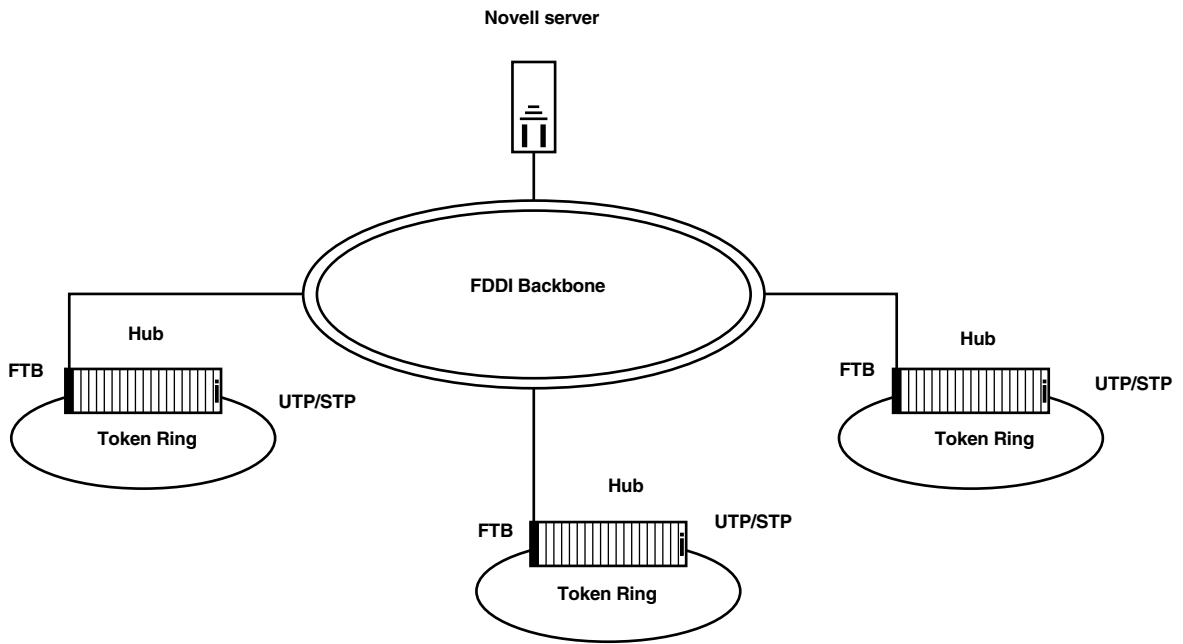 Novell server
FDDI Backbone
Hub
FTB
UTP/STP
Token Ring
Hub
FTB
UTP/STP
Token Ring
Hub
FTB
UTP/STP
Token Ring